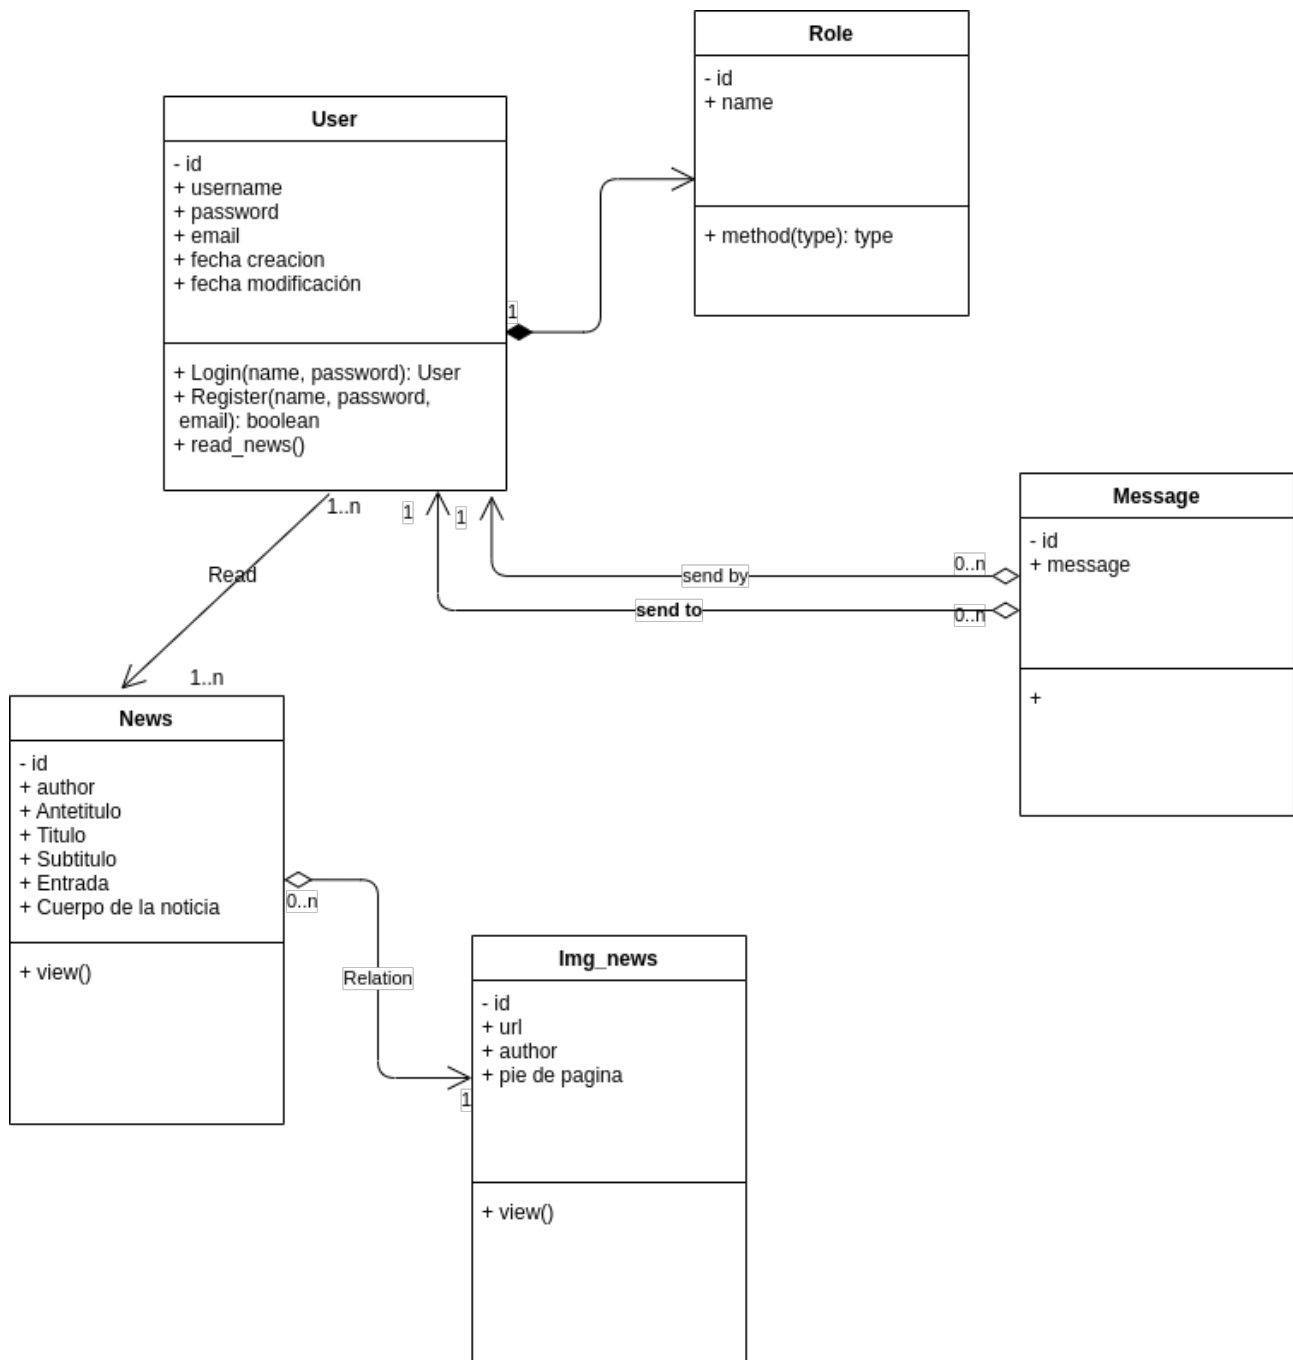 Role
- id
+ name
+ method(type): type
User
- id
+ username
+ password
+ email
+ fecha creacion
+ fecha modificación
1
+ Login(name, password): User
+ Register(name, password,
email): boolean
+ read_news()
1..n
1
1
Read
1..n
send by
0..n
send to
0..n
Message
- id
+ message
+
News
- id
+ author
+ Antetitulo
+ Titulo
+ Subtitulo
+ Entrada
+ Cuerpo de la noticia
+ view()
0..n
Relation
1
Img_news
- id
+ url
+ author
+ pie de pagina
+ view()